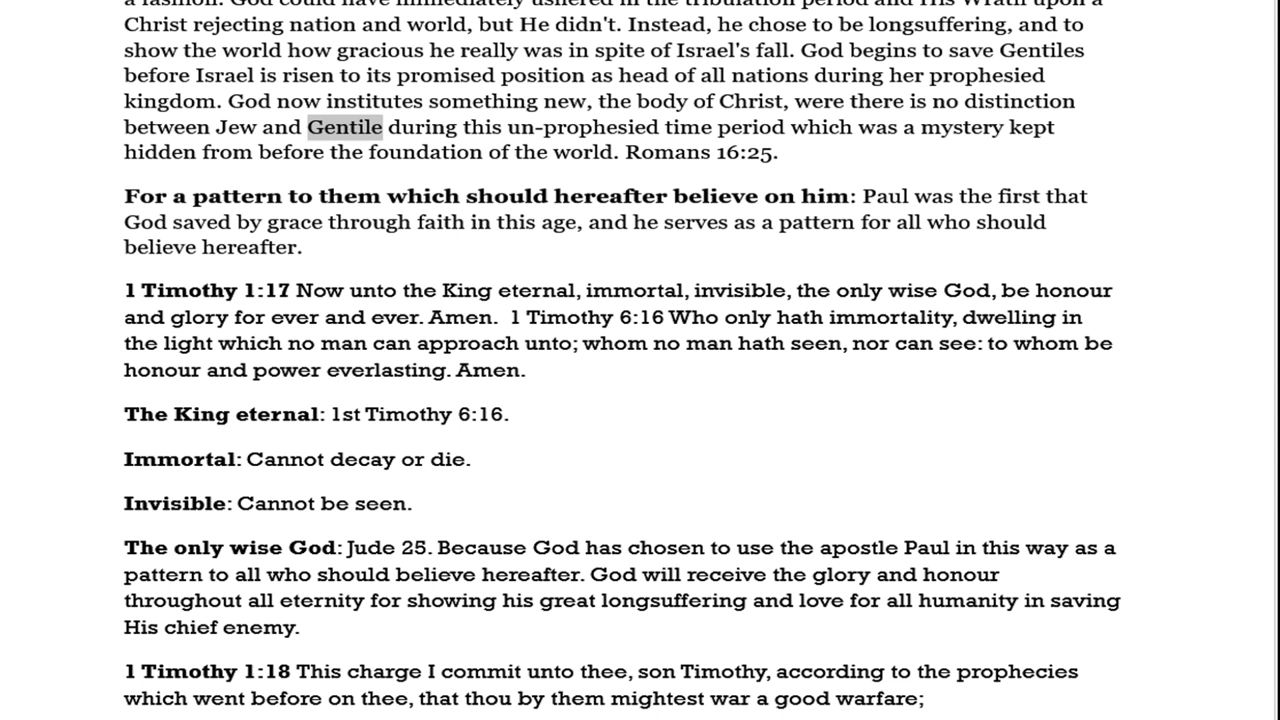 a fashion. God could have immediately ushered in the tribulation period and His Wrath upon a
Christ rejecting nation and world, but He didn't. Instead, he chose to be longsuffering, and to
show the world how gracious he really was in spite of Israel's fall. God begins to save Gentiles
before Israel is risen to its promised position as head of all nations during her prophesied
kingdom. God now institutes something new, the body of Christ, were there is no distinction
between Jew and Gentile during this un-prophesied time period which was a mystery kept
hidden from before the foundation of the world. Romans 16:25.
For a pattern to them which should hereafter believe on him: Paul was the first that
God saved by grace through faith in this age, and he serves as a pattern for all who should
believe hereafter.
1 Timothy 1:17 Now unto the King eternal, immortal, invisible, the only wise God, be honour
and glory for ever and ever. Amen.  1 Timothy 6:16 Who only hath immortality, dwelling in
the light which no man can approach unto; whom no man hath seen, nor can see: to whom be
honour and power everlasting. Amen.
The King eternal: 1st Timothy 6:16.
Immortal: Cannot decay or die.
Invisible: Cannot be seen.
The only wise God: Jude 25. Because God has chosen to use the apostle Paul in this way as a
pattern to all who should believe hereafter. God will receive the glory and honour
throughout all eternity for showing his great longsuffering and love for all humanity in saving
His chief enemy.
1 Timothy 1:18 This charge I commit unto thee, son Timothy, according to the prophecies
which went before on thee, that thou by them mightest war a good warfare;